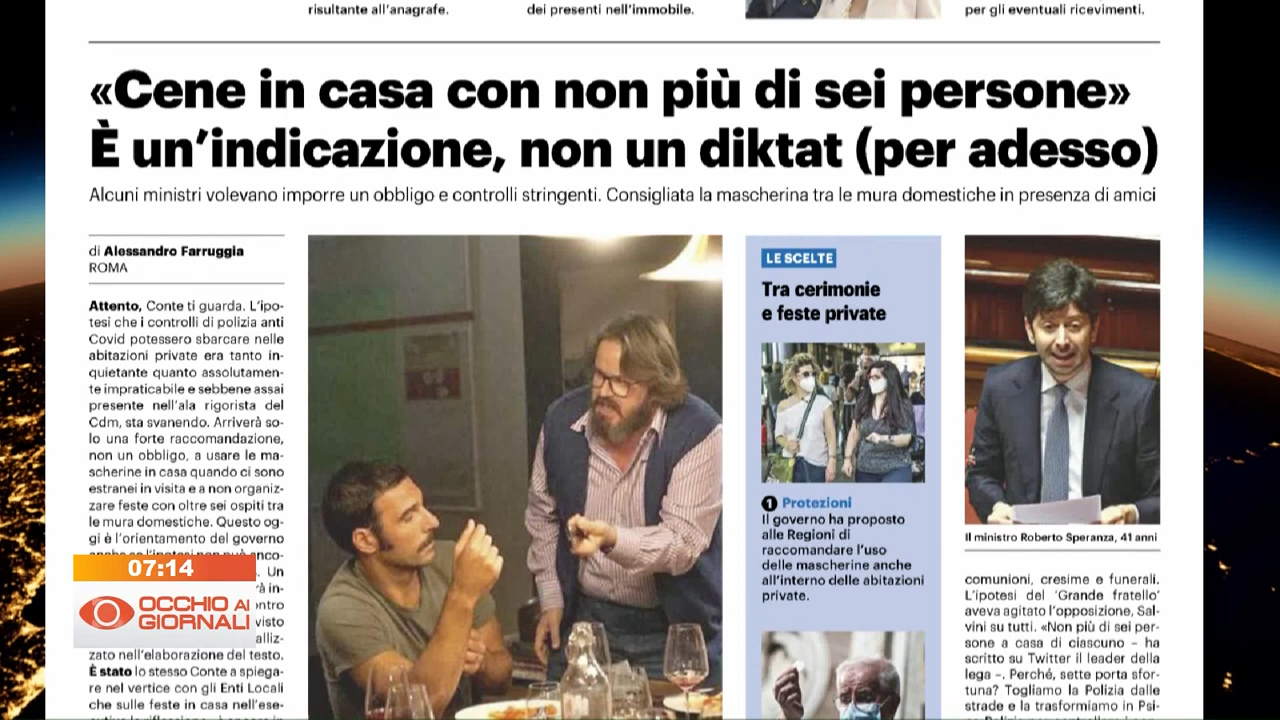 risultante all'anagrafe.
dei presenti nell'immobile.
per gli eventuali ricevimenti.
«Cene in casa con non più di sei persone»
È un'indicazione, non un diktat (per adesso)
Alcuni ministri volevano imporre un obbligo e controlli stringenti. Consigliata la mascherina tra le mura domestiche in presenza di amici
di Alessandro Farruggia
ROMA
Attento, Conte ti guarda. L'ipo-
tesi che i controlli di polizia anti
Covid potessero sbarcare nelle
abitazioni private era tanto in-
quietante quanto assolutamen-
te impraticabile e sebbene assai
presente nell'ala rigorista del
Cdm, sta svanendo. Arriverà so-
lo una forte raccomandazione,
non un obbligo, a usare le ma-
scherine in casa quando ci sono
estranei in visita e a non organiz-
zare feste con oltre sei ospiti tra
le mura domestiche. Questo og-
gi è l'orientamento del governo
Un
07:14
OCCHIO AI
GIORNALI
zato nell'elaborazione del testo.
È stato lo stesso Conte a spiega-
re nel vertice con gli Enti Locali
che sulle feste in casa nell'ese-
LE SCELTE
Tra cerimonie
e feste private
1 Protezioni
Il governo ha proposto
alle Regioni di
raccomandare l'uso
delle mascherine anche
all'interno delle abitazioni
private.
Il ministro Roberto Speranza, 41 anni
comunioni, cresime e funerali.
L'ipotesi del 'Grande fratello'
aveva agitato l'opposizione, Sal-
vini su tutti. «Non più di sei per-
sone a casa di ciascuno – ha
scritto su Twitter il leader della
lega –. Perché, sette porta sfor-
tuna? Togliamo la Polizia dalle
strade e la trasformiamo in Psi-